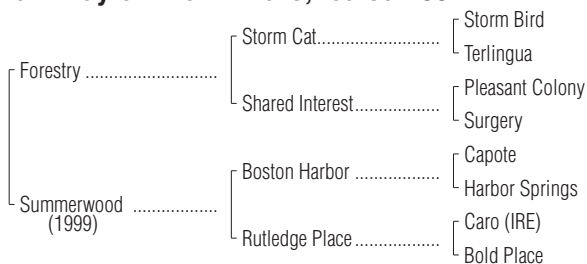 Storm Bird
Storm Cat..................
Terlingua
Forestry ............................
Pleasant Colony
Shared Interest..................
Surgery
Capote
Boston Harbor ..................
Harbor Springs
Summerwood ..................
(1999)
Caro (IRE)
Rutledge Place..................
Bold Place